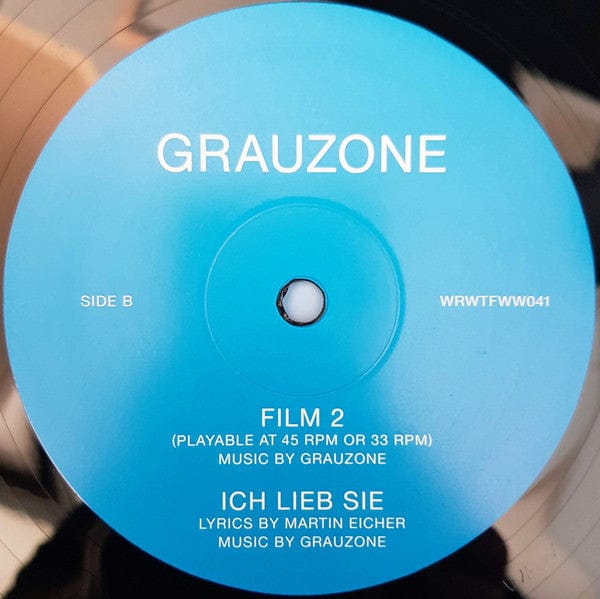 GRAUZONE
SIDE B
WRWTFWW041
FILM 2
(PLAYABLE AT 45 RPM OR 33 RPM)
MUSIC BY GRAUZONE
ICH LIEB SIE
LYRICS BY MARTIN EICHER
MUSIC BY GRAUZONE